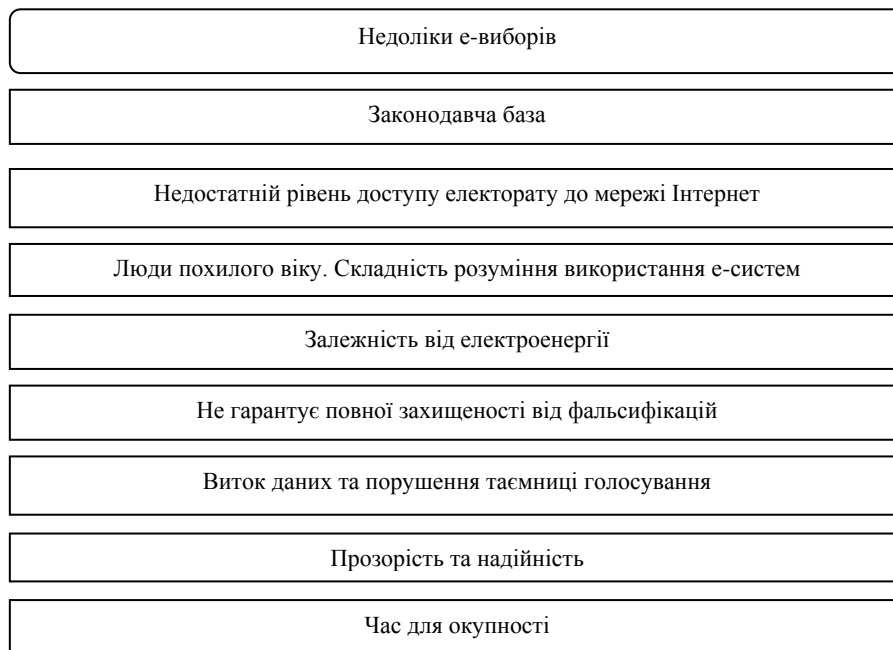 Недоліки е-виборів
Законодавча база
Недостатній рівень доступу електорату до мережі Інтернет
Люди похилого віку. Складність розуміння використання е-систем
Залежність від електроенергії
Не гарантує повної захищеності від фальсифікацій
Виток даних та порушення таємниці голосування
Прозорість та надійність
Час для окупності